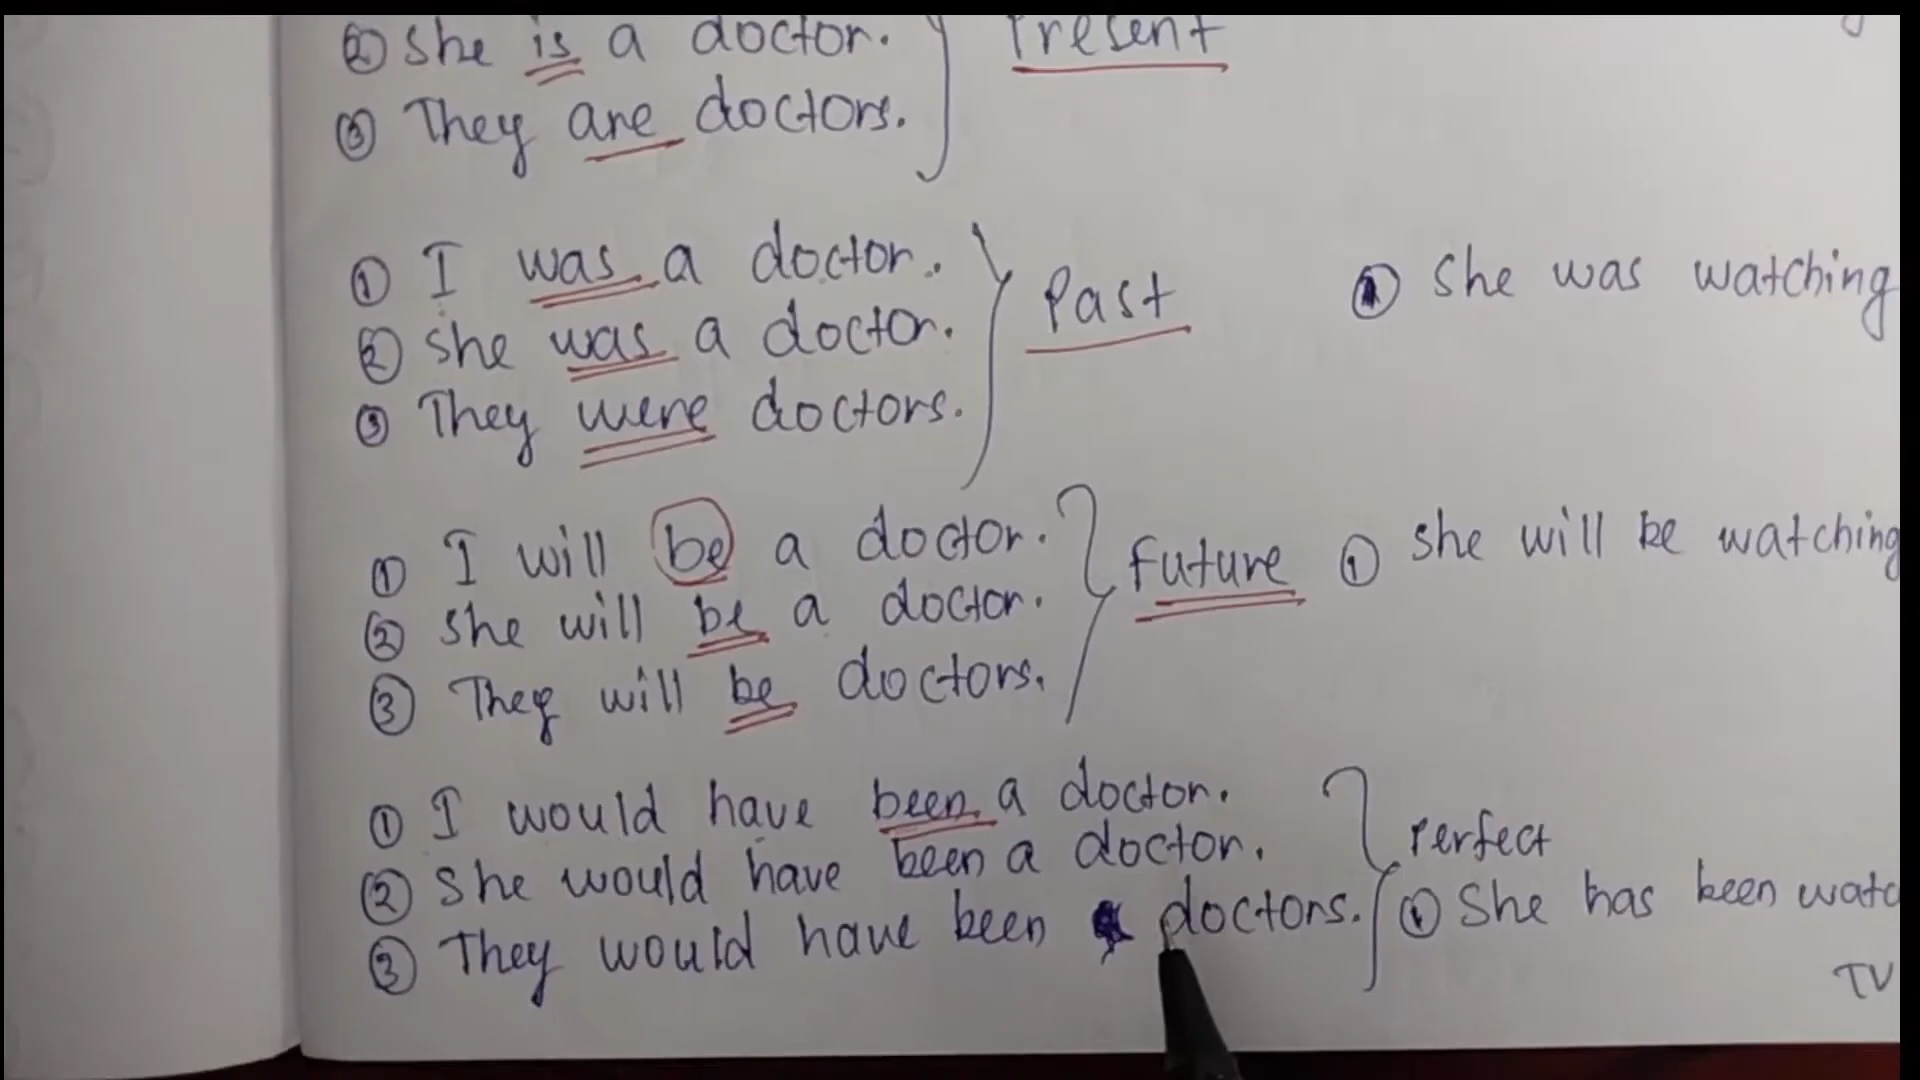 ② She is a doctor. Present
③ They are doctors.
① I was a doctor.
② She was a doctor. Past ① She was watching
③ They were doctors.
① I will be a doctor.
② She will be a doctor. Future ① She will be watching
③ They will be doctors.
① I would have been a doctor.
② She would have been a doctor. Perfect
③ They would have been doctors. ① She has been watc
TV